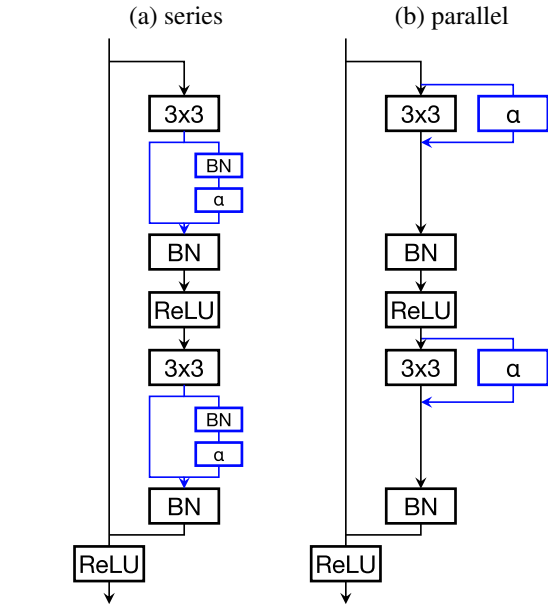 (a) series
(b) parallel
3x3
BN
α
BN
ReLU
3x3
BN
α
BN
ReLU
3x3
α
BN
ReLU
3x3
α
BN
ReLU